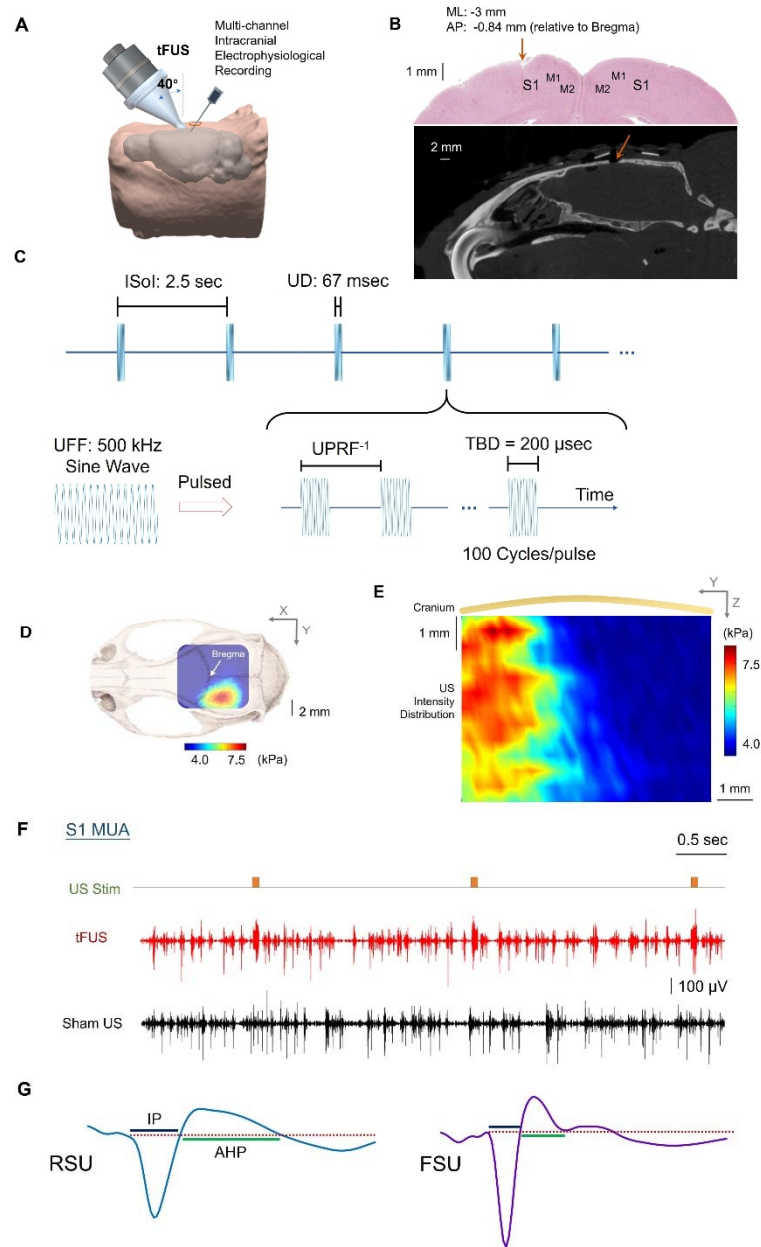 A
tFUS
40°
Multi-channel
Intracranial
Electrophysiological
Recording
B
ML: -3 mm
AP: -0.84 mm (relative to Bregma)
1 mm
S1 M1 M2 M2 M1 S1
2 mm
C
ISoI: 2.5 sec
UD: 67 msec
...
UFF: 500 kHz
Sine Wave
Pulsed
UPRF-1
TBD = 200 µsec
Time
...
100 Cycles/pulse
D
Bregma
X
Y
2 mm
4.0 7.5 (kPa)
E
Cranium
Y
Z
1 mm
US
Intensity
Distribution
(kPa)
7.5
4.0
1 mm
F
S1 MUA
0.5 sec
US Stim
tFUS
100 µV
Sham US
G
IP
AHP
RSU
FSU